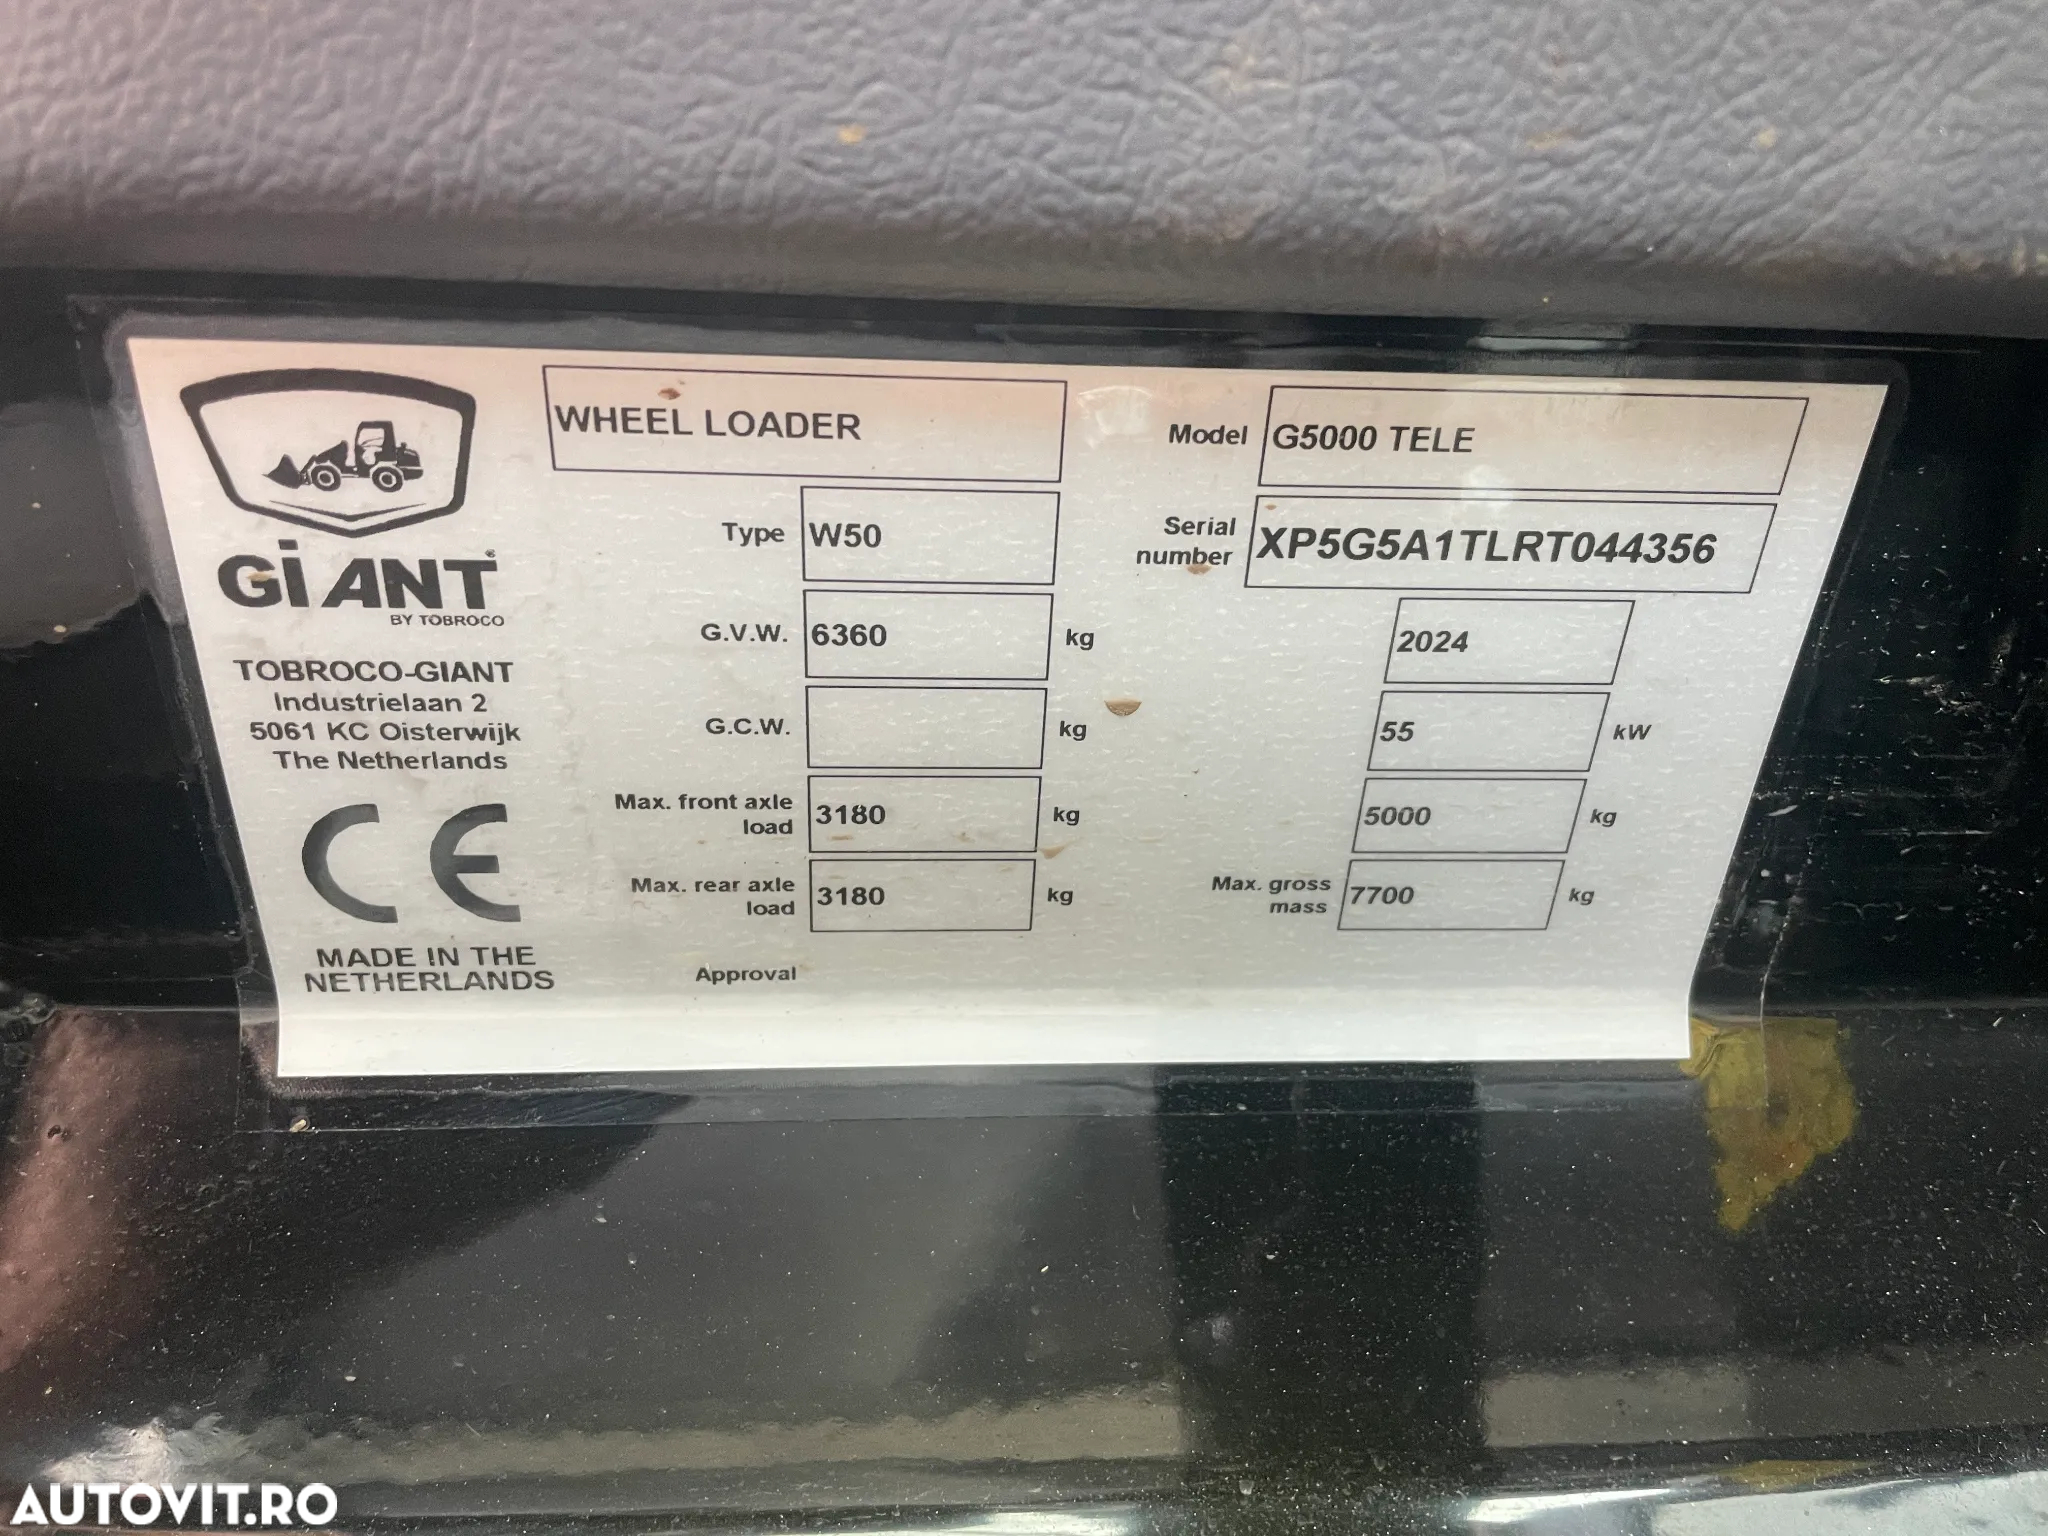 WHEEL LOADER
Model G5000 TELE
Type W50
Serial number XP5G5A1TLRT044356
GiANT®
BY TOBROCO
G.V.W. 6360 kg
2024
TOBROCO-GIANT
Industrielaan 2
5061 KC Oisterwijk
The Netherlands
G.C.W. kg
55 kW
Max. front axle load 3180 kg
5000 kg
Max. rear axle load 3180 kg
Max. gross mass 7700 kg
CE
MADE IN THE
NETHERLANDS
Approval
AUTOVIT.RO